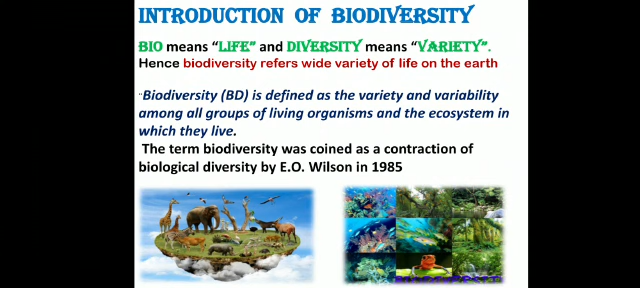 INTRODUCTION OF BIODIVERSITY
BIO means “LIFE” and DIVERSITY means “VARIETY”.
Hence biodiversity refers wide variety of life on the earth
“Biodiversity (BD) is defined as the variety and variability
among all groups of living organisms and the ecosystem in
which they live.
The term biodiversity was coined as a contraction of
biological diversity by E.O. Wilson in 1985